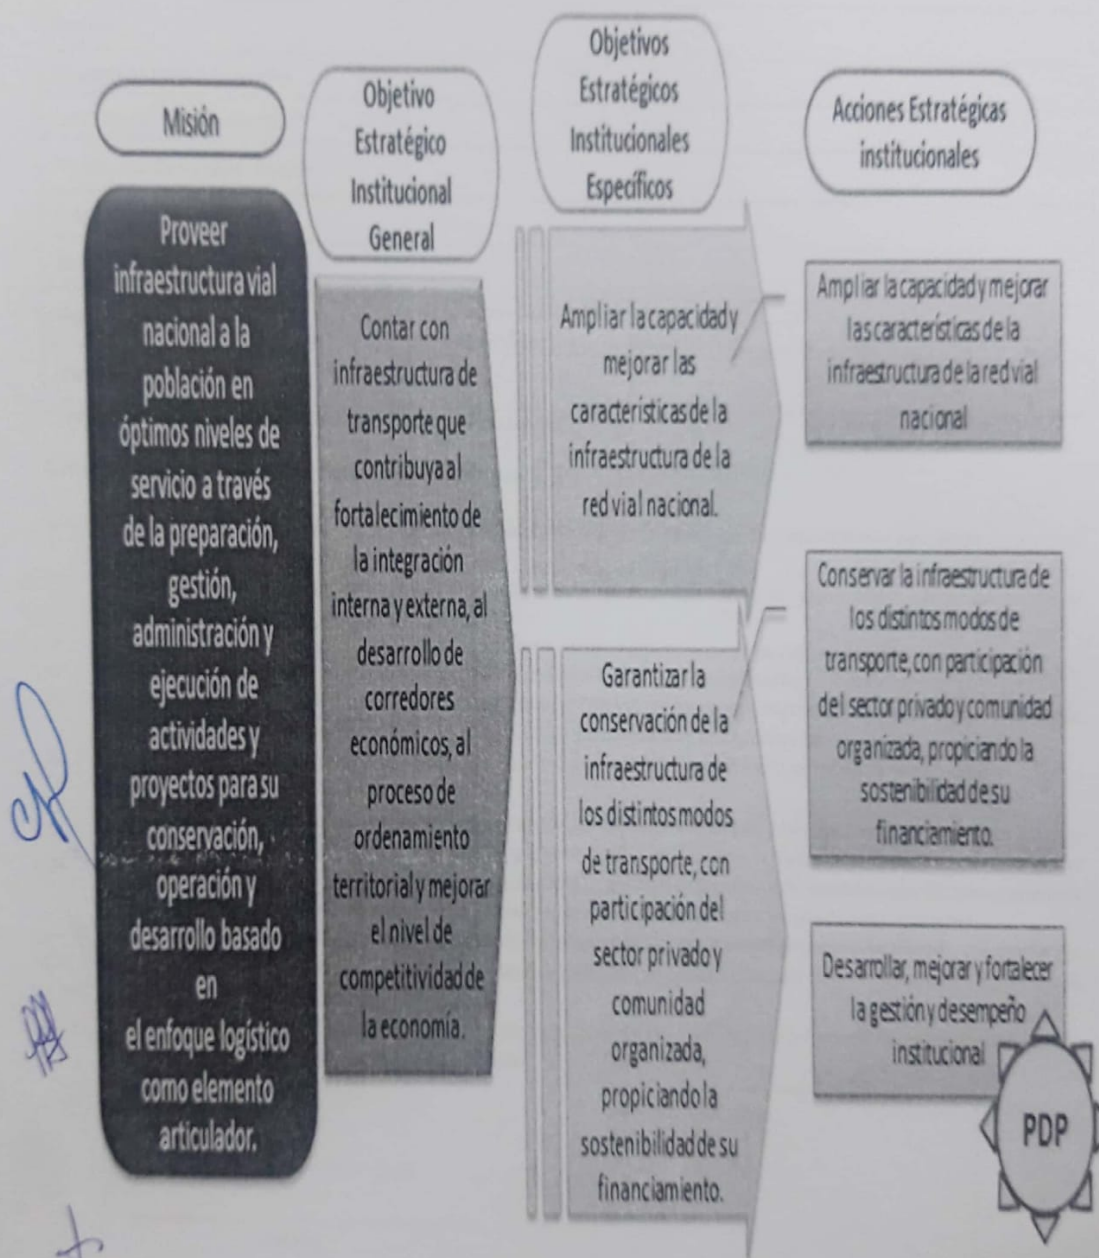 Misión
Proveer
infraestructura vial
nacional a la
población en
óptimos niveles de
servicio a través
de la preparación,
gestión,
administración y
ejecución de
actividades y
proyectos para su
conservación,
operación y
desarrollo basado
en
el enfoque logístico
como elemento
articulador.
Objetivo
Estratégico
Institucional
General
Contar con
infraestructura de
transporte que
contribuya al
fortalecimiento de
la integración
interna y externa, al
desarrollo de
corredores
económicos, al
proceso de
ordenamiento
territorial y mejorar
el nivel de
competitividad de
la economía.
Objetivos
Estratégicos
Institucionales
Específicos
Ampliar la capacidad y
mejorar las
características de la
infraestructura de la
red vial nacional.
Garantizar la
conservación de la
infraestructura de
los distintos modos
de transporte, con
participación del
sector privado y
comunidad
organizada,
propiciando la
sostenibilidad de su
financiamiento.
Acciones Estratégicas
institucionales
Ampliar la capacidad y mejorar
las características de la
infraestructura de la red vial
nacional
Conservar la infraestructura de
los distintos modos de
transporte, con participación
del sector privado y comunidad
organizada, propiciando la
sostenibilidad de su
financiamiento.
Desarrollar, mejorar y fortalecer
la gestión y desempeño
institucional
PDP